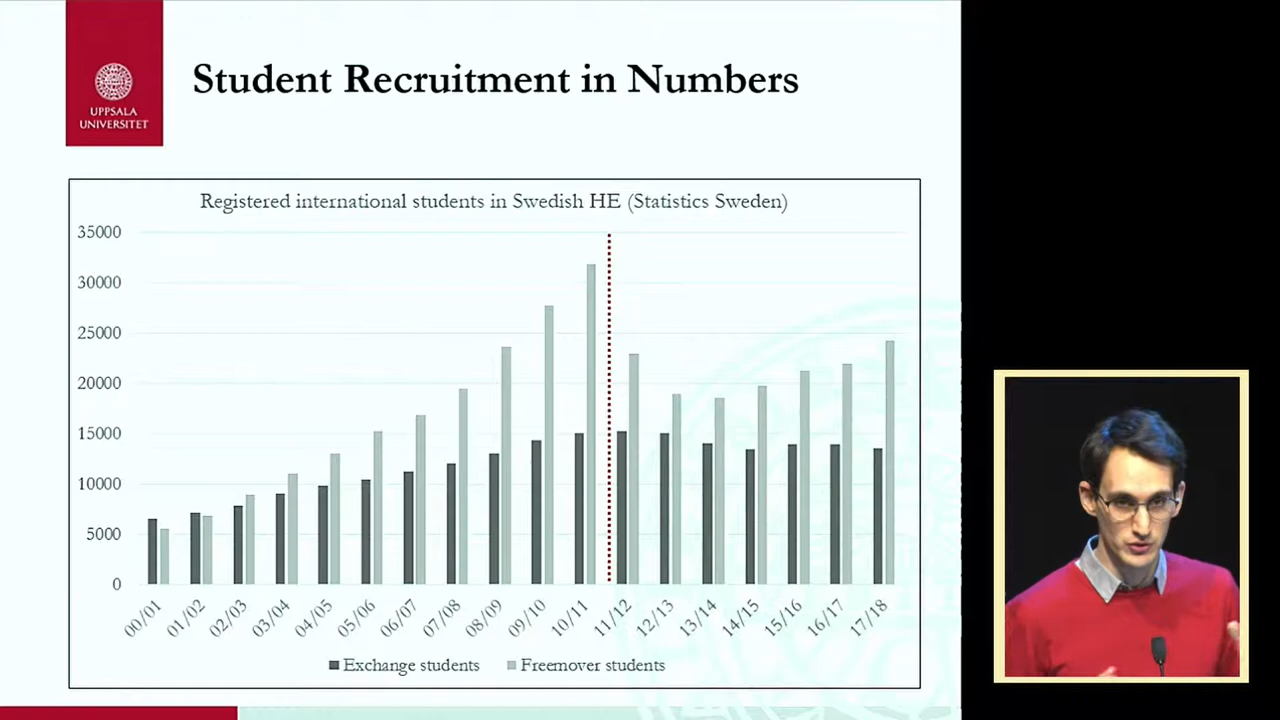 UPPSALA
UNIVERSITET
Student Recruitment in Numbers
Registered international students in Swedish HE (Statistics Sweden)
35000
30000
25000
20000
15000
10000
5000
0
00/01 01/02 02/03 03/04 04/05 05/06 06/07 07/08 08/09 09/10 10/11 11/12 12/13 13/14 14/15 15/16 16/17 17/18
Exchange students Freemover students